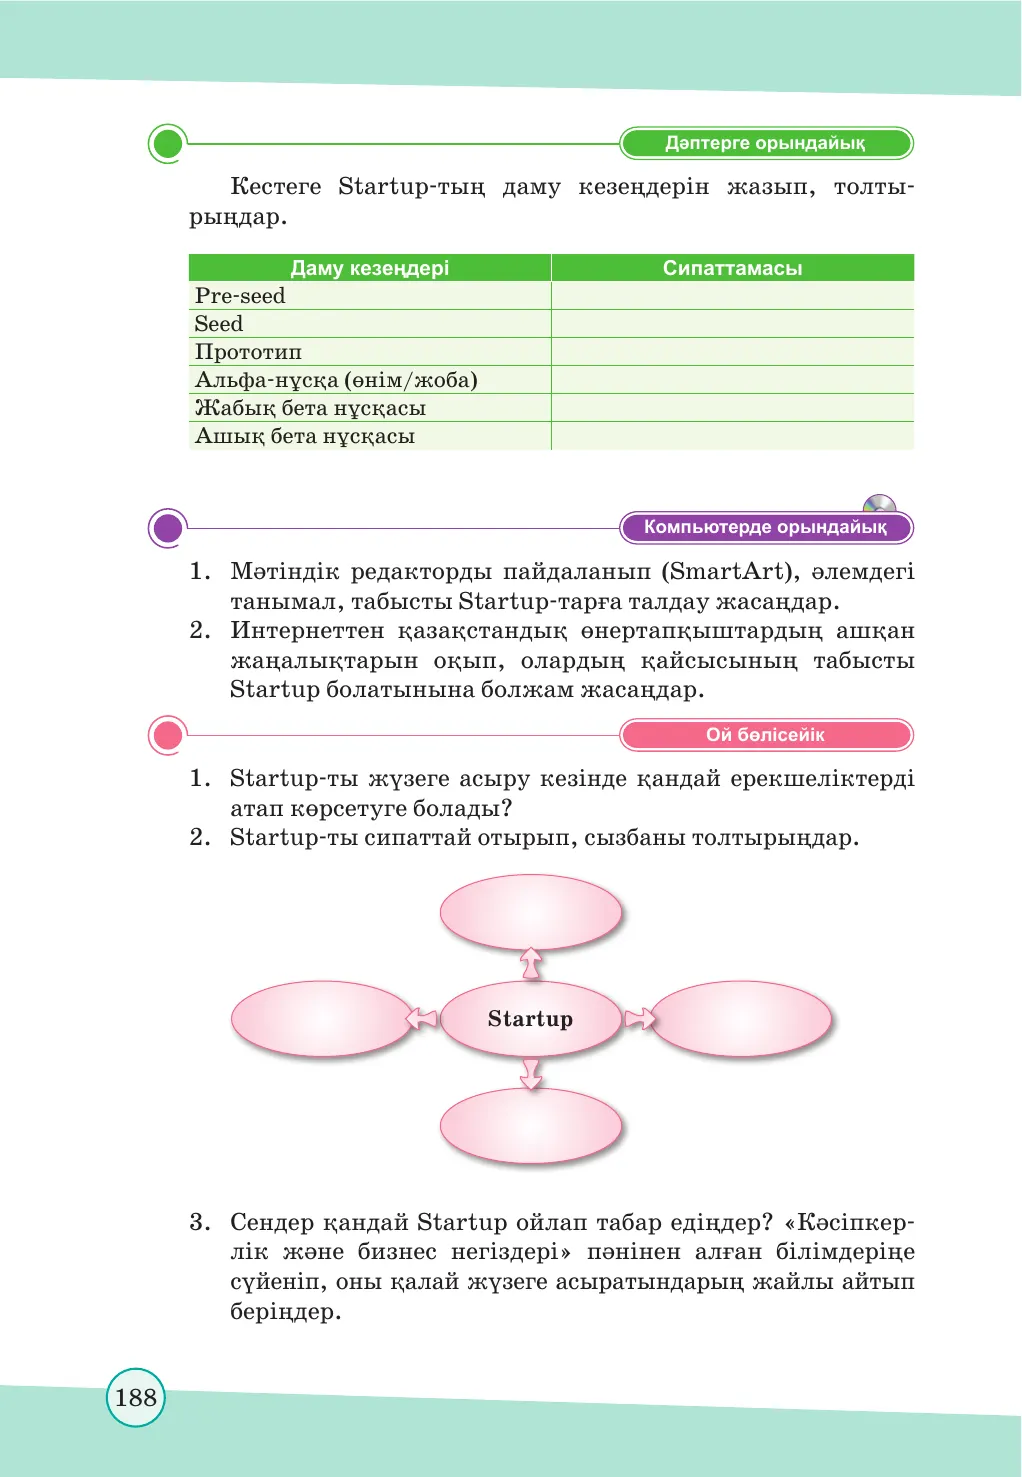 Дәптерге орындайық
Кестеге Startup-тың даму кезеңдерін жазып, толты-
рыңдар.
Даму кезеңдері Сипаттамасы
Pre-seed
Seed
Прототип
Альфа-нұсқа (өнім/жоба)
Жабық бета нұсқасы
Ашық бета нұсқасы
Компьютерде орындайық
1. Мәтіндік редакторды пайдаланып (SmartArt), әлемдегі
танымал, табысты Startup-тарға талдау жасаңдар.
2. Интернеттен қазақстандық өнертапқыштардың ашқан
жаңалықтарын оқып, олардың қайсысының табысты
Startup болатынына болжам жасаңдар.
Ой бөлісейік
1. Startup-ты жүзеге асыру кезінде қандай ерекшеліктерді
атап көрсетуге болады?
2. Startup-ты сипаттай отырып, сызбаны толтырыңдар.
Startup
3. Сендер қандай Startup ойлап табар едіңдер? «Кәсіпкер-
лік және бизнес негіздері» пәнінен алған білімдеріңе
сүйеніп, оны қалай жүзеге асыратындарың жайлы айтып
беріңдер.
188